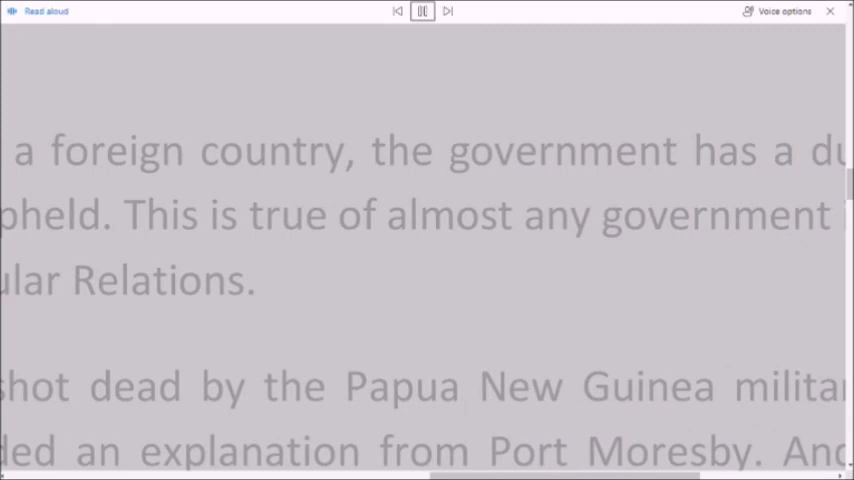 Read aloud
Voice options
a foreign country, the government has a
pheld. This is true of almost any government
ular Relations.
shot dead by the Papua New Guinea militar
ded an explanation from Port Moresby. And